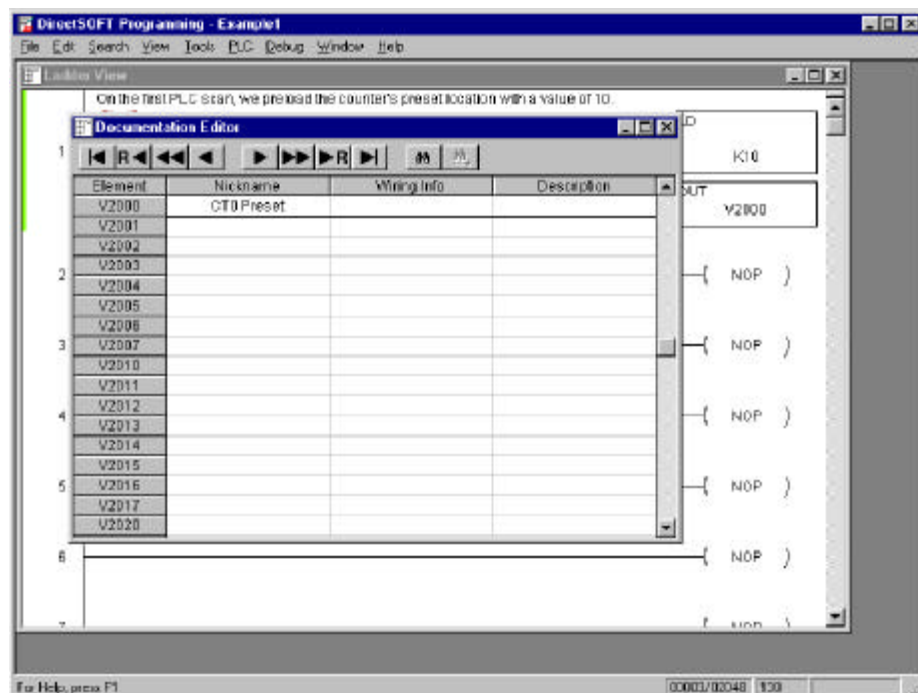 DirectSOFT Programming - Example1
File Edit Search View Tools PLC Debug Window Help
Ladder View
On the first PLC scan, we preload the counter's preset location with a value of 10.
Documentation Editor
1
K10
R R
Element Nickname Wiring Info Description
OUT
V2000
V2000 CT0 Preset
V2001
V2002
V2003
2 NOP
V2004
V2005
V2006
V2007
3 NOP
V2010
V2011
V2012
4 NOP
V2013
V2014
V2015
V2016
5 NOP
V2017
V2020
6 NOP
For Help, press F1
00003/02048 130